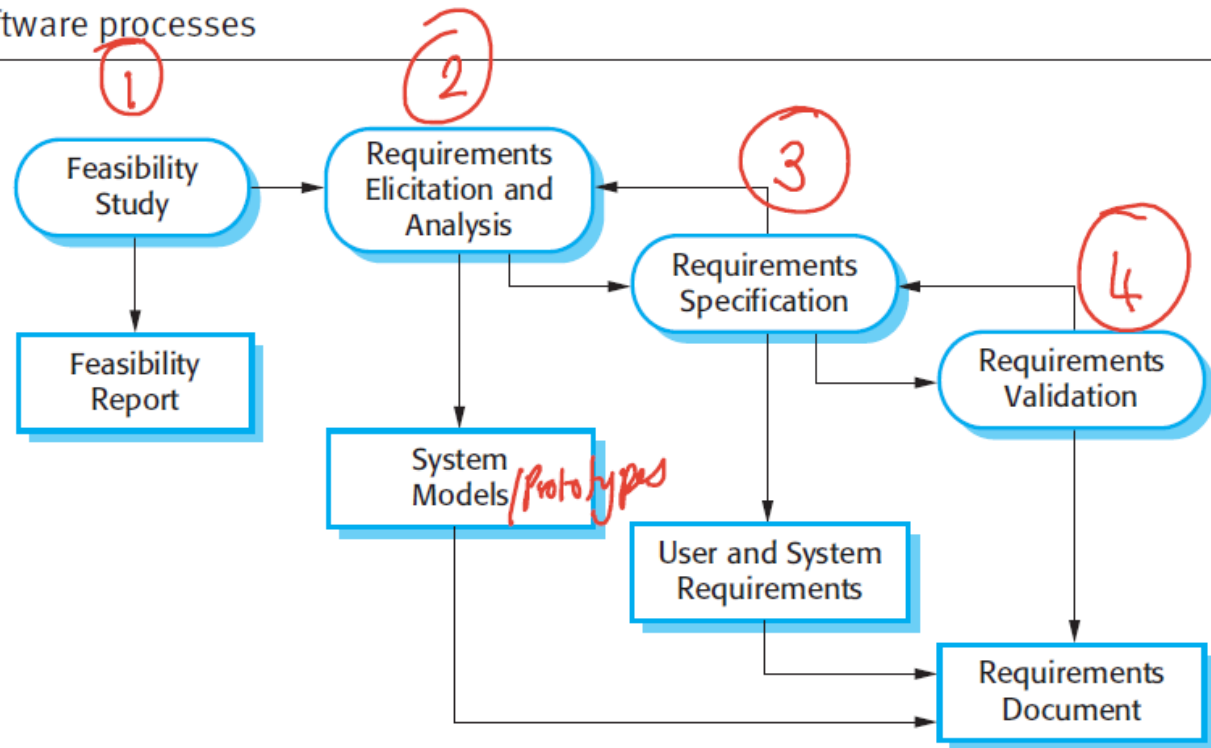 ftware processes
1
2
3
4
Feasibility
Study
Requirements
Elicitation and
Analysis
Requirements
Specification
Requirements
Validation
Feasibility
Report
System
Models/Prototypes
User and System
Requirements
Requirements
Document